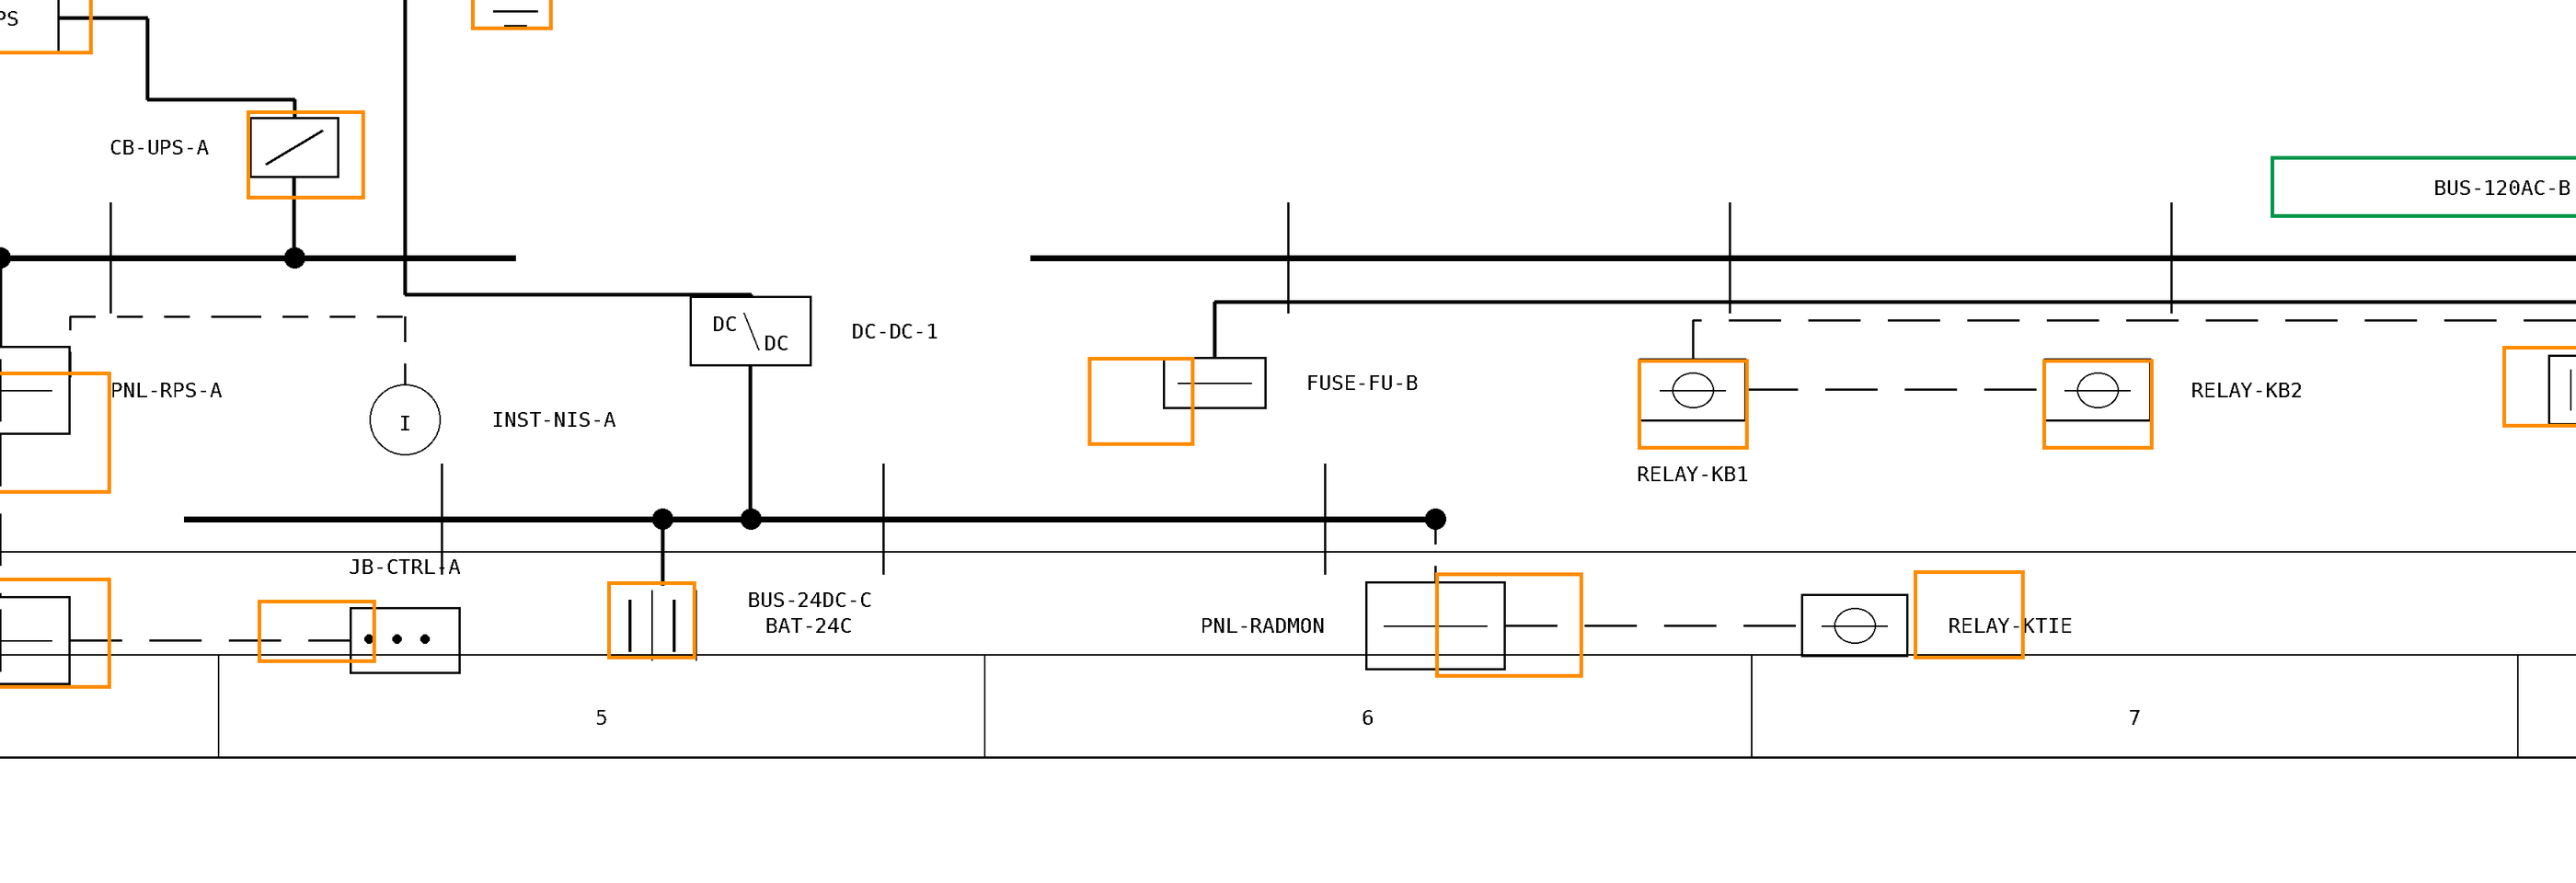 PS
CB-UPS-A
BUS-120AC-B
DC
DC
DC-DC-1
PNL-RPS-A
INST-NIS-A
I
FUSE-FU-B
RELAY-KB2
RELAY-KB1
JB-CTRL-A
BUS-24DC-C
BAT-24C
PNL-RADMON
RELAY-KTIE
5
6
7